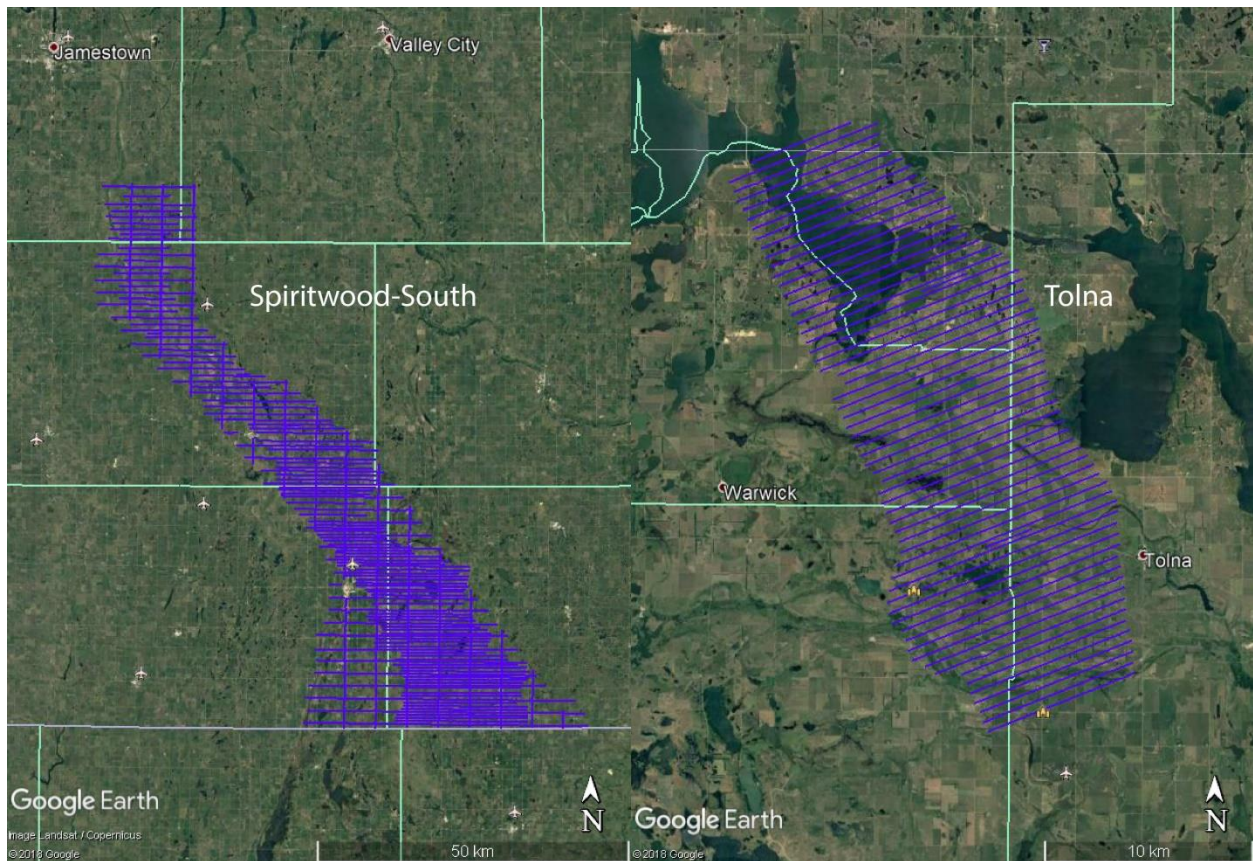 Jamestown
Valley City
Spiritwood-South
Tolna
Warwick
Tolna
Google Earth
N
Image Landsat / Copernicus
©2018 Google
50 km
Google Earth
N
©2018 Google
10 km